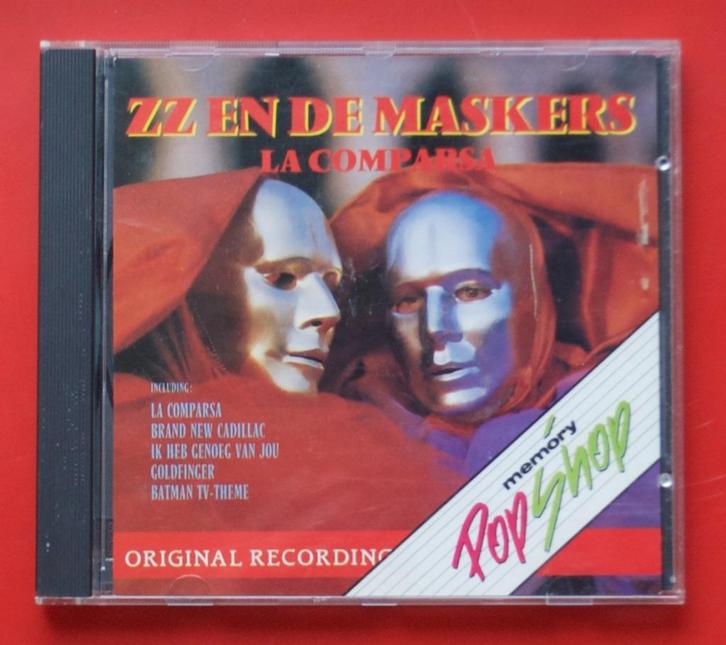 ZZ EN DE MASKERS
LA COMPARSA
INCLUDING:
LA COMPARSA
BRAND NEW CADILLAC
IK HEB GENOEG VAN JOU
GOLDFINGER
BATMAN TV-THEME
memory
Pop Shop
ORIGINAL RECORDING